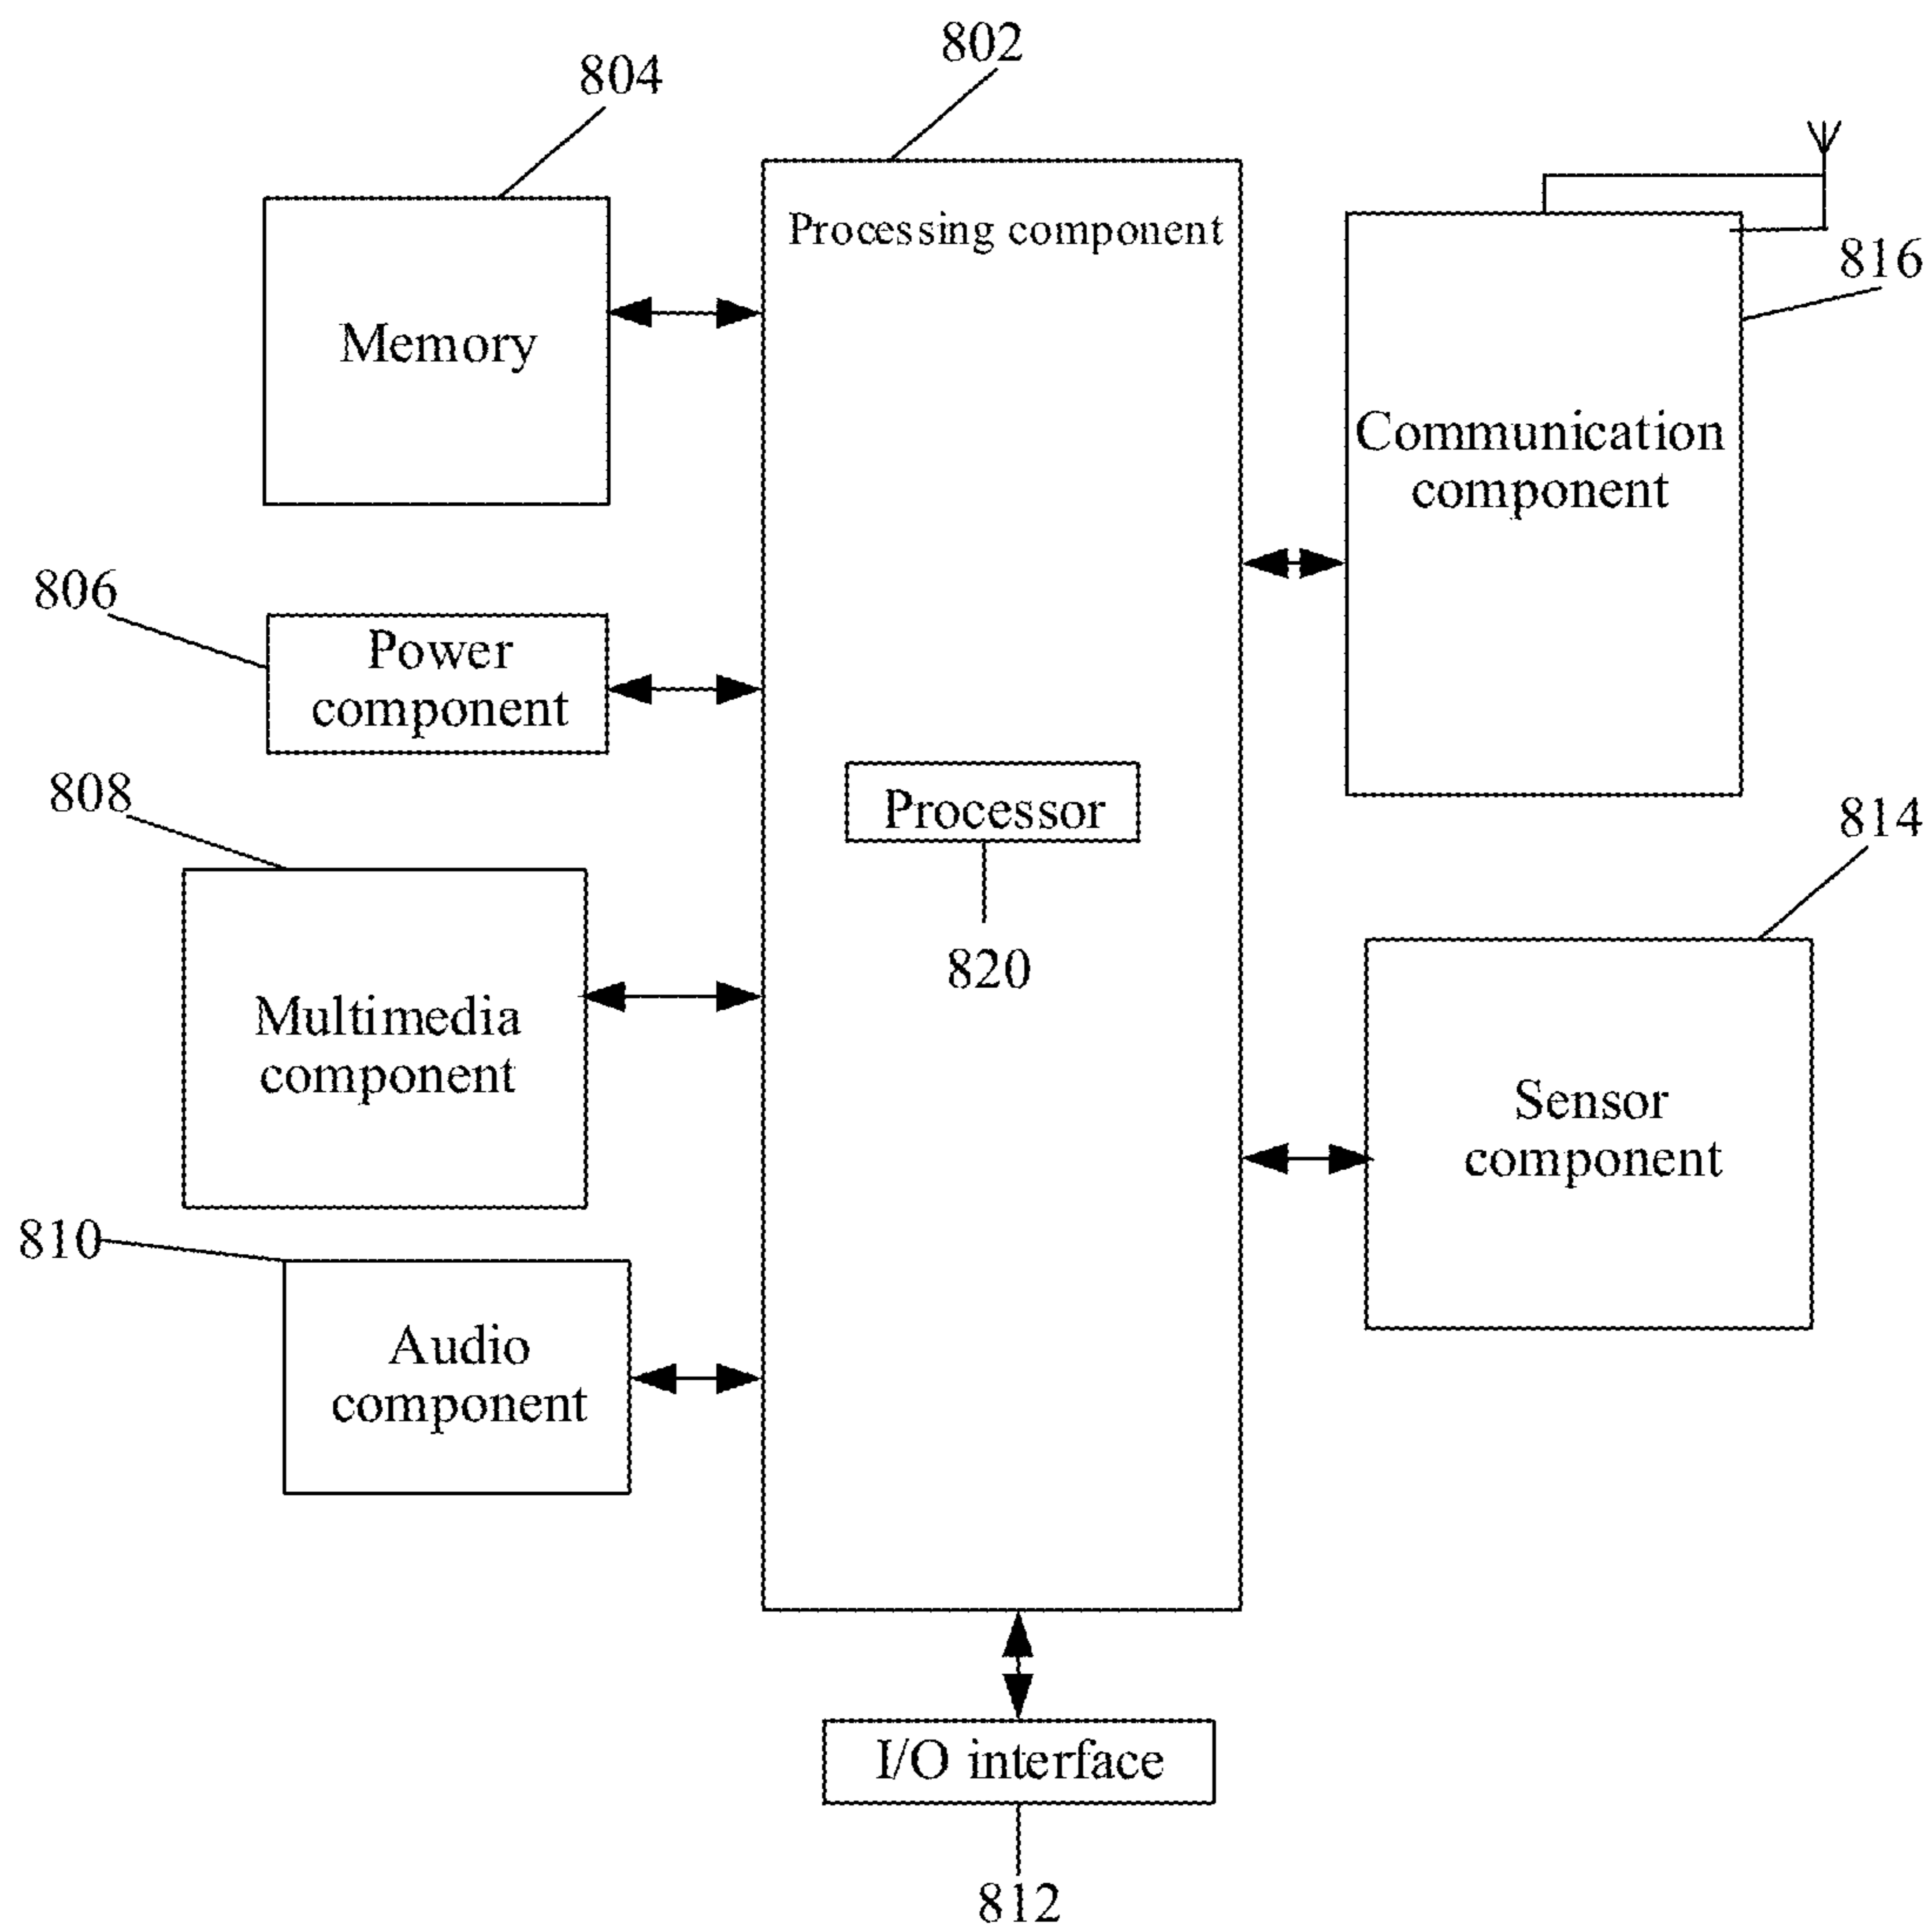 802
804
Processing component
816
Memory
Communication
component
806
Power
component
808
Processor
814
820
Multimedia
component
Sensor
component
810
Audio
component
I/O interface
812